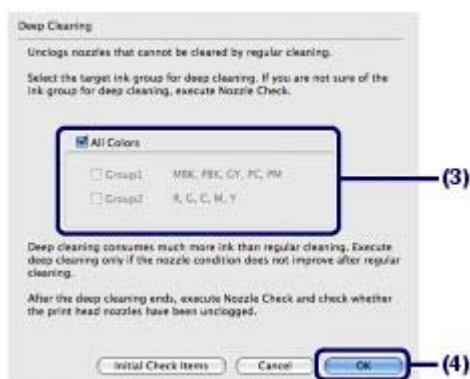 Deep Cleaning
Unclogs nozzles that cannot be cleared by regular cleaning.
Select the target ink group for deep cleaning. If you are not sure of the
ink group for deep cleaning, execute Nozzle Check.
All Colors
(3)
Group1 MBK, PBK, GY, PC, PM
Group2 R, G, C, M, Y
Deep cleaning consumes much more ink than regular cleaning. Execute
deep cleaning only if the nozzle condition does not improve after regular
cleaning.
After the deep cleaning ends, execute Nozzle Check and check whether
the print head nozzles have been unclogged.
Initial Check Items Cancel OK (4)